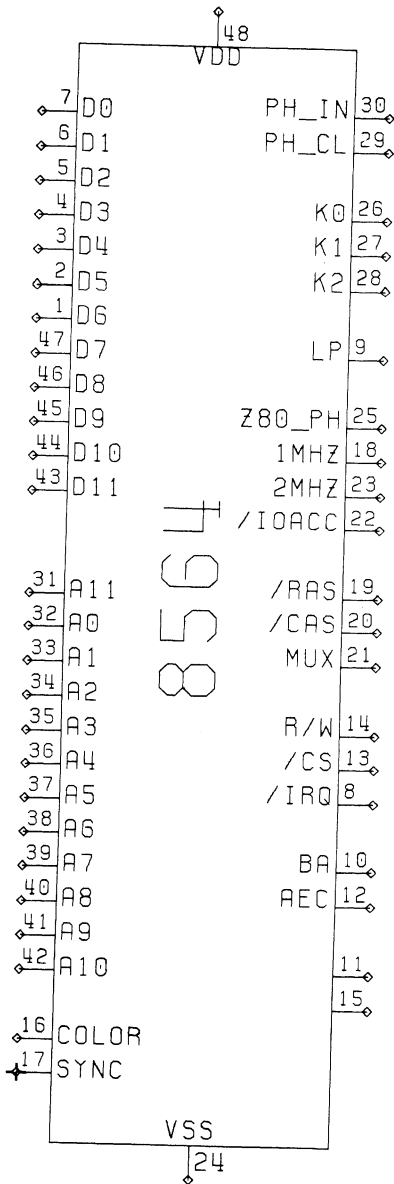 48
VDD
7 D0 PH_IN 30
6 D1 PH_CL 29
5 D2
4 D3 K0 26
3 D4 K1 27
2 D5 K2 28
1 D6
47 D7 LP 9
46 D8
45 D9 Z80_PH 25
44 D10 1MHZ 18
43 D11 2MHZ 23
/IOACC 22
8564
31 A11 /RAS 19
32 A0 /CAS 20
33 A1 MUX 21
34 A2
35 A3 R/W 14
36 A4 /CS 13
37 A5 /IRQ 8
38 A6
39 A7 BA 10
40 A8 AEC 12
41 A9
42 A10 11
15
16 COLOR
17 SYNC
VSS
24